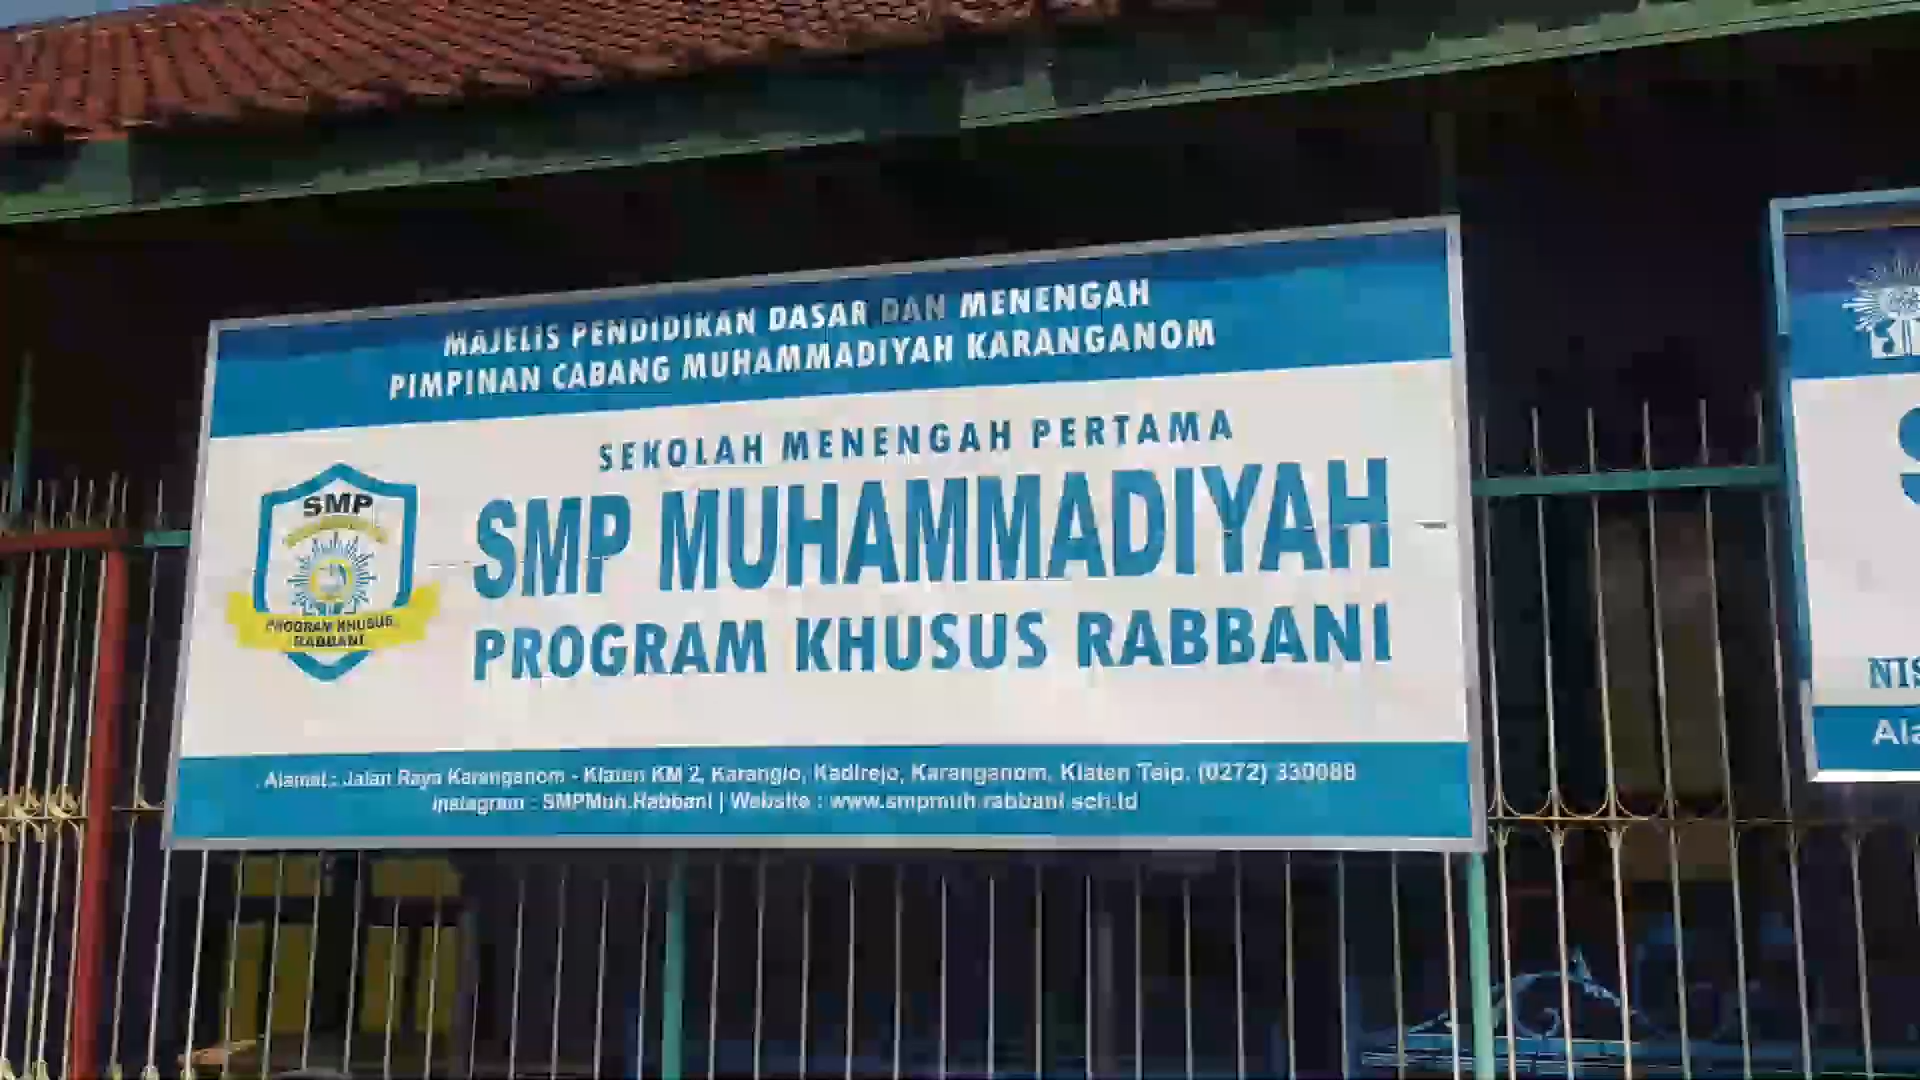 MAJELIS PENDIDIKAN DASAR DAN MENENGAH
PIMPINAN CABANG MUHAMMADIYAH KARANGANOM
SEKOLAH MENENGAH PERTAMA
SMP MUHAMMADIYAH
PROGRAM KHUSUS RABBANI
SMP
PROGRAM KHUSUS
RABBANI
Alamat : Jalan Raya Karanganom - Klaten KM 2, Karanglo, Kadirejo, Karanganom, Klaten Telp. (0272) 330088
Instagram : SMPMuh.Rabbani | Website : www.smpmuh.rabbani.sch.id
NIS
Ala